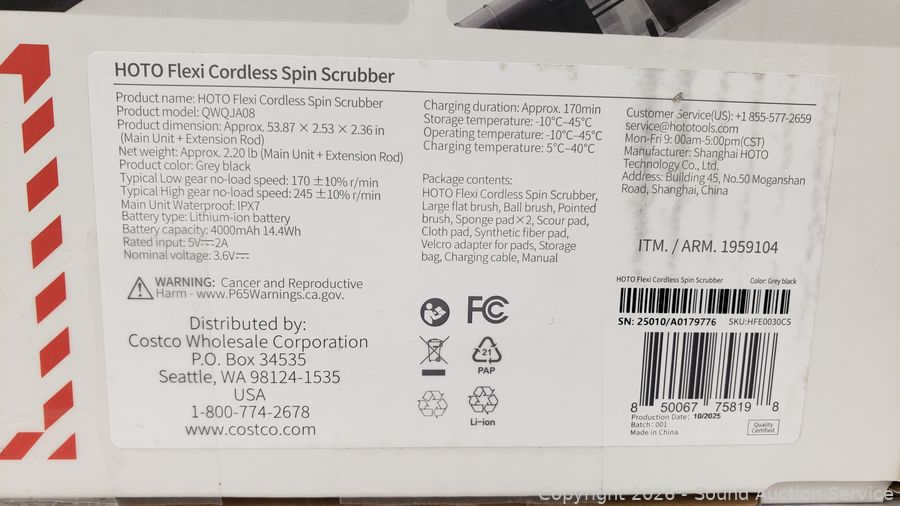 HOTO Flexi Cordless Spin Scrubber
Product name: HOTO Flexi Cordless Spin Scrubber
Product model: QWQJA08
Product dimension: Approx. 53.87 × 2.53 × 2.36 in
(Main Unit + Extension Rod)
Net weight: Approx. 2.20 lb (Main Unit + Extension Rod)
Product color: Grey black
Typical Low gear no-load speed: 170 ±10% r/min
Typical High gear no-load speed: 245 ±10% r/min
Main Unit Waterproof: IPX7
Battery type: Lithium-ion battery
Battery capacity: 4000mAh 14.4Wh
Rated input: 5V⎓2A
Nominal voltage: 3.6V⎓
WARNING: Cancer and Reproductive
Harm - www.P65Warnings.ca.gov.
Distributed by:
Costco Wholesale Corporation
P.O. Box 34535
Seattle, WA 98124-1535
USA
1-800-774-2678
www.costco.com
Charging duration: Approx. 170min
Storage temperature: -10°C–45°C
Operating temperature: -10°C–45°C
Charging temperature: 5°C–40°C
Package contents:
HOTO Flexi Cordless Spin Scrubber,
Large flat brush, Ball brush, Pointed
brush, Sponge pad×2, Scour pad,
Cloth pad, Synthetic fiber pad,
Velcro adapter for pads, Storage
bag, Charging cable, Manual
FCC
21
PAP
Li-ion
Customer Service(US): +1 855-577-2659
service@hototools.com
Mon-Fri 9: 00am-5:00pm(CST)
Manufacturer: Shanghai HOTO
Technology Co., Ltd.
Address: Building 45, No.50 Moganshan
Road, Shanghai, China
ITM. / ARM. 1959104
HOTO Flexi Cordless Spin Scrubber Color: Grey black
SN: 25010/A0179776 SKU:HFE0030CS
8 50067 75819 8
Production Date: 10/2025
Batch: 001
Made in China
Quality
Certified
Copyright 2026 - Sound Auction Service